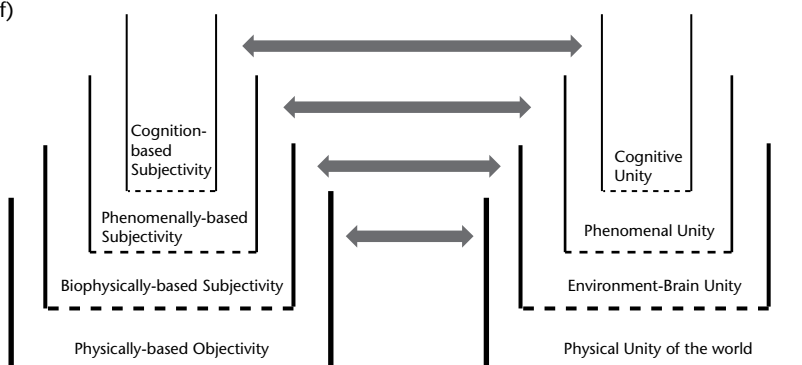 f)
Cognition-
based
Subjectivity
Phenomenally-based
Subjectivity
Biophysically-based Subjectivity
Physically-based Objectivity
Cognitive
Unity
Phenomenal Unity
Environment-Brain Unity
Physical Unity of the world